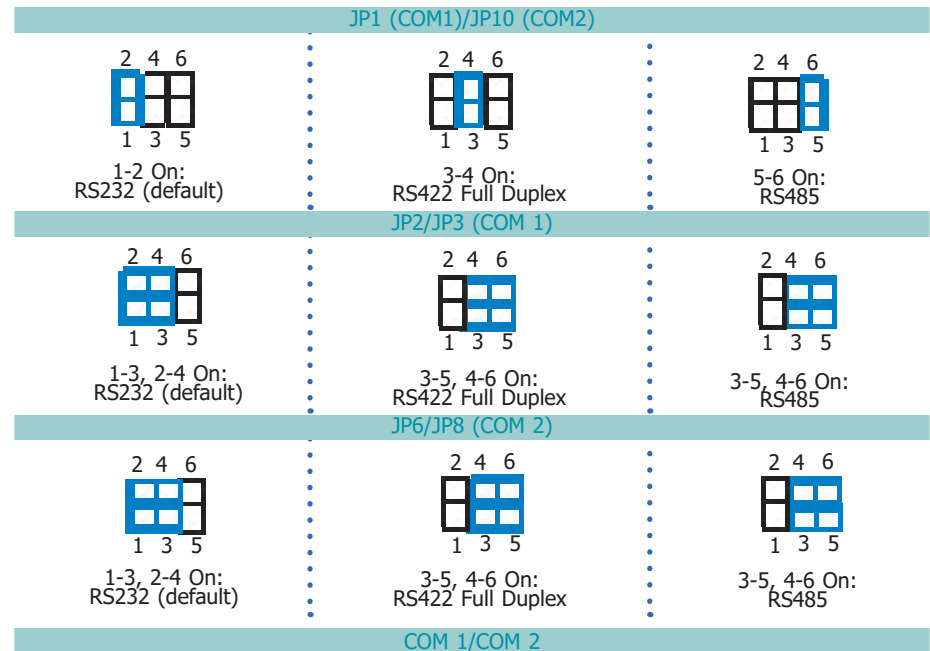 JP1 (COM1)/JP10 (COM2)
2 4 6
1 3 5
1-2 On:
RS232 (default)
2 4 6
1 3 5
3-4 On:
RS422 Full Duplex
2 4 6
1 3 5
5-6 On:
RS485
JP2/JP3 (COM 1)
2 4 6
1 3 5
1-3, 2-4 On:
RS232 (default)
2 4 6
1 3 5
3-5, 4-6 On:
RS422 Full Duplex
2 4 6
1 3 5
3-5, 4-6 On:
RS485
JP6/JP8 (COM 2)
2 4 6
1 3 5
1-3, 2-4 On:
RS232 (default)
2 4 6
1 3 5
3-5, 4-6 On:
RS422 Full Duplex
2 4 6
1 3 5
3-5, 4-6 On:
RS485
COM 1/COM 2